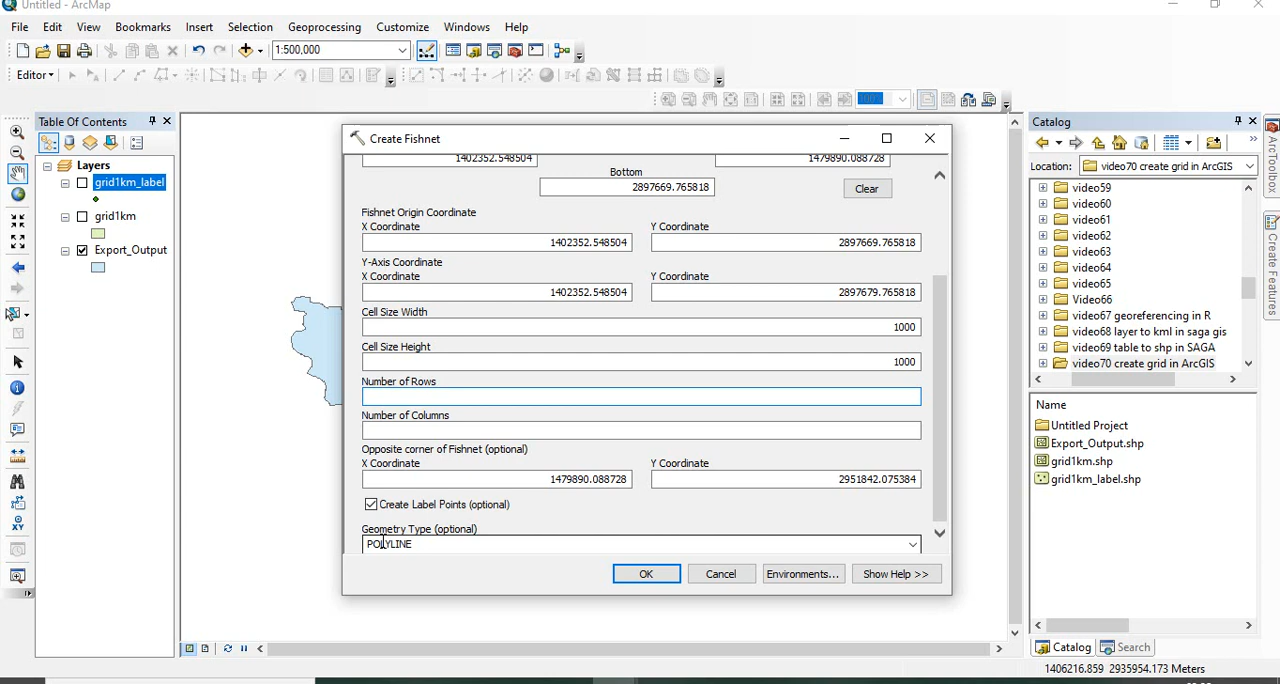 Untitled - ArcMap
File Edit View Bookmarks Insert Selection Geoprocessing Customize Windows Help
1:500,000
Editor
100%
Table Of Contents
Layers
grid1km_label
grid1km
Export_Output
Create Fishnet
1402352.548504 1479890.088728
Bottom
2897669.765818 Clear
Fishnet Origin Coordinate
X Coordinate Y Coordinate
1402352.548504 2897669.765818
Y-Axis Coordinate
X Coordinate Y Coordinate
1402352.548504 2897679.765818
Cell Size Width
1000
Cell Size Height
1000
Number of Rows
Number of Columns
Opposite corner of Fishnet (optional)
X Coordinate Y Coordinate
1479890.088728 2951842.075384
Create Label Points (optional)
Geometry Type (optional)
POLYLINE
OK Cancel Environments... Show Help >>
Catalog
Location: video70 create grid in ArcGIS
video59
video60
video61
video62
video63
video64
video65
Video66
video67 georeferencing in R
video68 layer to kml in saga gis
video69 table to shp in SAGA
video70 create grid in ArcGIS
Name
Untitled Project
Export_Output.shp
grid1km.shp
grid1km_label.shp
Catalog Search
ArcToolbox
Create Features
1406216.859 2935954.173 Meters